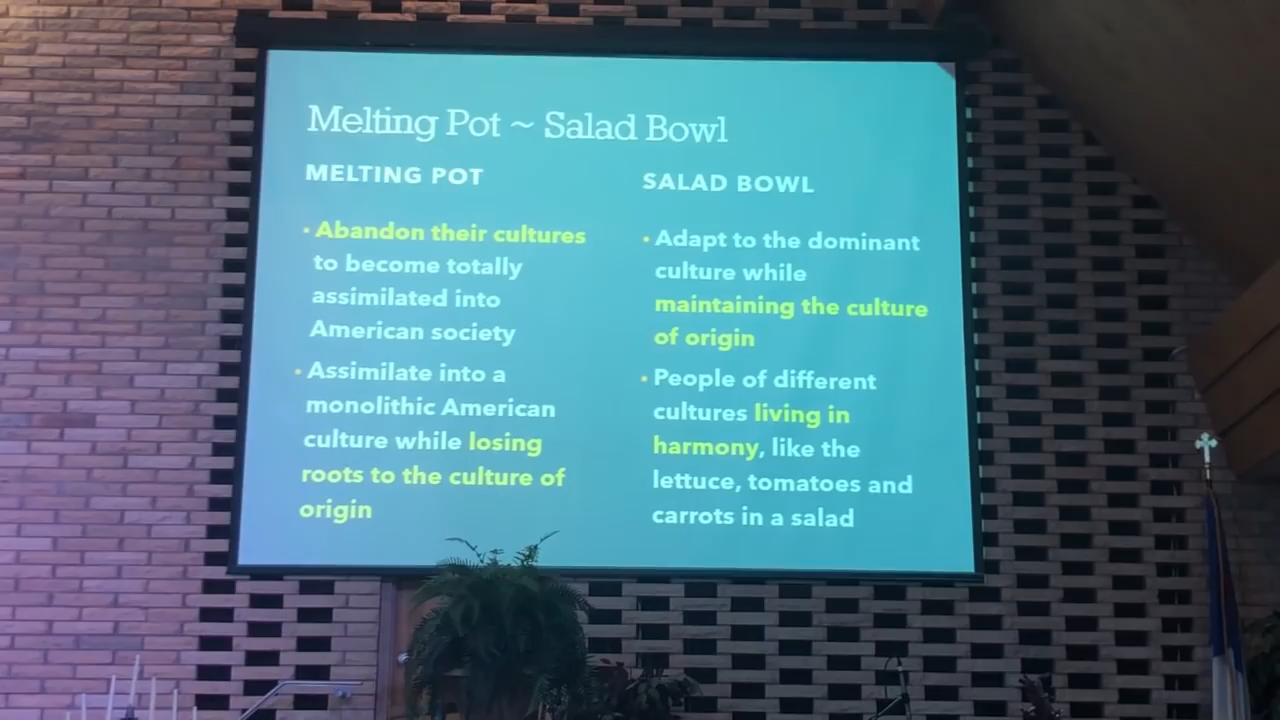 Melting Pot ~ Salad Bowl
MELTING POT
• Abandon their cultures
to become totally
assimilated into
American society
• Assimilate into a
monolithic American
culture while losing
roots to the culture of
origin
SALAD BOWL
• Adapt to the dominant
culture while
maintaining the culture
of origin
• People of different
cultures living in
harmony, like the
lettuce, tomatoes and
carrots in a salad